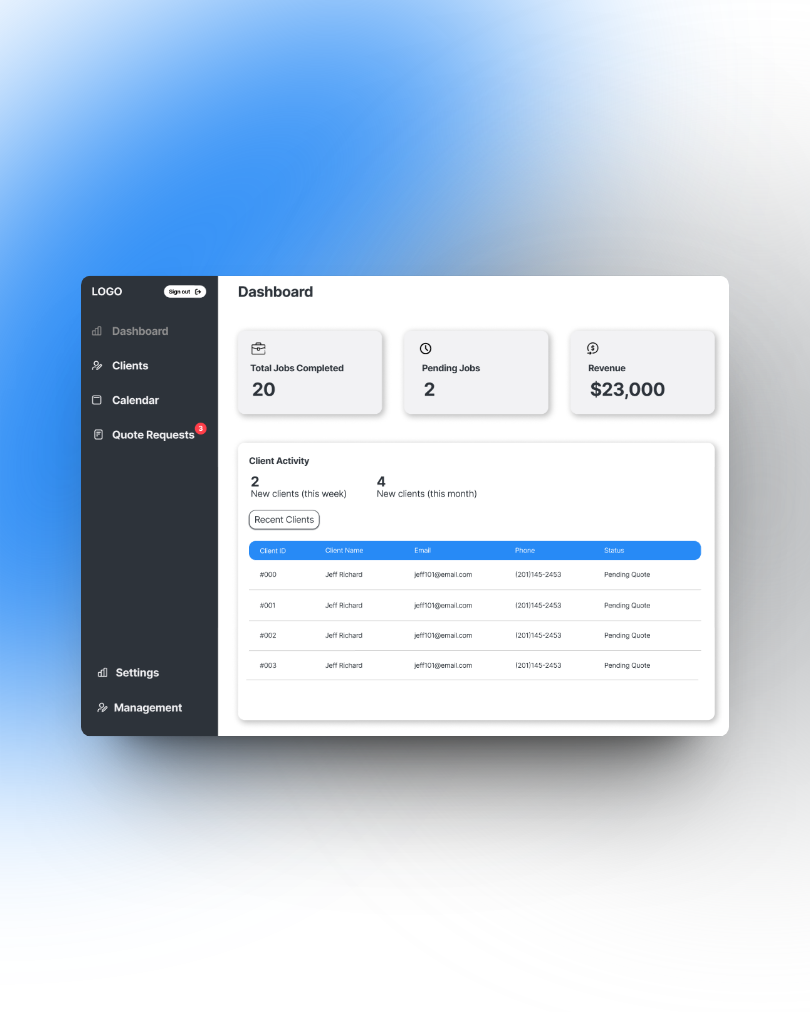 LOGO
Sign out
Dashboard
Clients
Calendar
Quote Requests 3
Settings
Management
Dashboard
Total Jobs Completed
20
Pending Jobs
2
Revenue
$23,000
Client Activity
2
New clients (this week)
4
New clients (this month)
Recent Clients
Client ID Client Name Email Phone Status
#000 Jeff Richard jeff101@email.com (201)145-2453 Pending Quote
#001 Jeff Richard jeff101@email.com (201)145-2453 Pending Quote
#002 Jeff Richard jeff101@email.com (201)145-2453 Pending Quote
#003 Jeff Richard jeff101@email.com (201)145-2453 Pending Quote